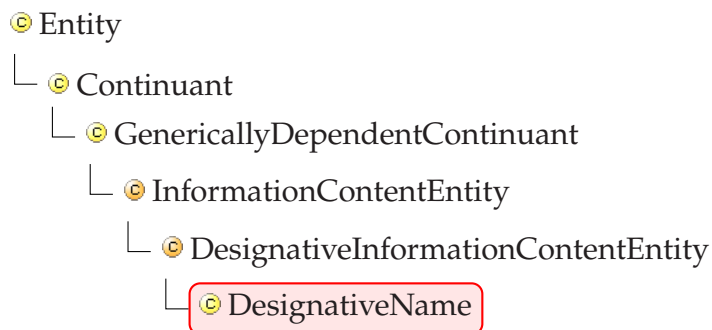 © Entity
© Continuant
© GenericallyDependentContinuant
© InformationContentEntity
© DesignativeInformationContentEntity
© DesignativeName